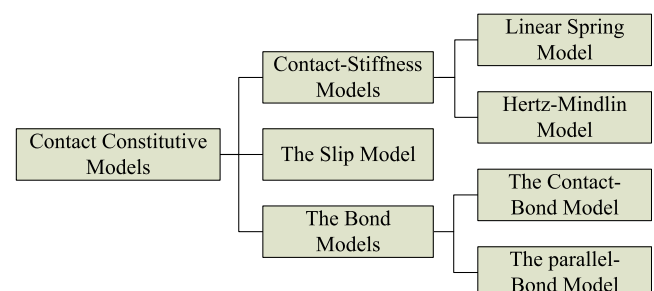 Contact Constitutive
Models
Contact-Stiffness
Models
Linear Spring
Model
Hertz-Mindlin
Model
The Slip Model
The Bond
Models
The Contact-
Bond Model
The parallel-
Bond Model